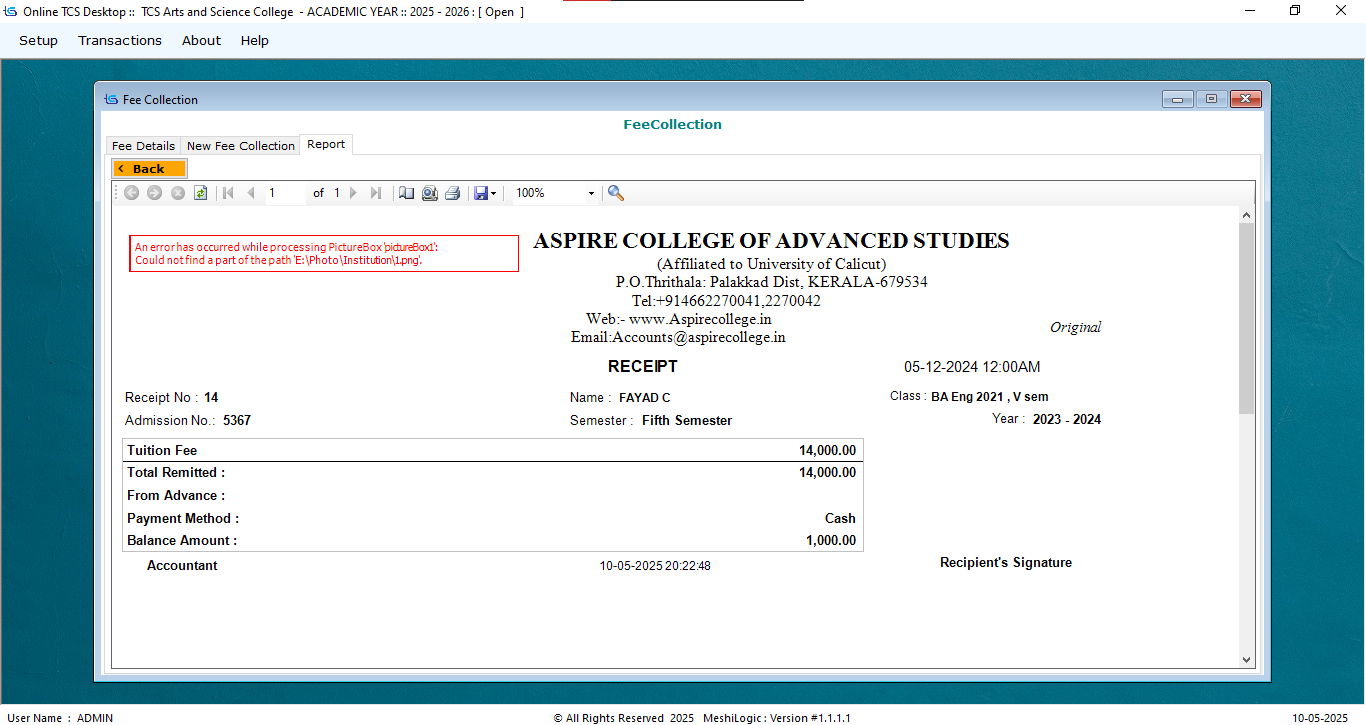 Online TCS Desktop :: TCS Arts and Science College - ACADEMIC YEAR :: 2025 - 2026 : [ Open ]
Setup Transactions About Help
Fee Collection
FeeCollection
Fee Details New Fee Collection Report
< Back
1 of 1 100%
An error has occurred while processing PictureBox 'pictureBox1':
Could not find a part of the path 'E:\Photo\Institution\1.png'.
ASPIRE COLLEGE OF ADVANCED STUDIES
(Affiliated to University of Calicut)
P.O.Thrithala: Palakkad Dist, KERALA-679534
Tel:+914662270041,2270042
Web:- www.Aspirecollege.in
Email:Accounts@aspirecollege.in
Original
RECEIPT 05-12-2024 12:00AM
Receipt No : 14 Name : FAYAD C Class : BA Eng 2021 , V sem
Admission No.: 5367 Semester : Fifth Semester Year : 2023 - 2024
Tuition Fee 14,000.00
Total Remitted : 14,000.00
From Advance :
Payment Method : Cash
Balance Amount : 1,000.00
Accountant 10-05-2025 20:22:48 Recipient's Signature
User Name : ADMIN © All Rights Reserved 2025 MeshiLogic : Version #1.1.1.1 10-05-2025